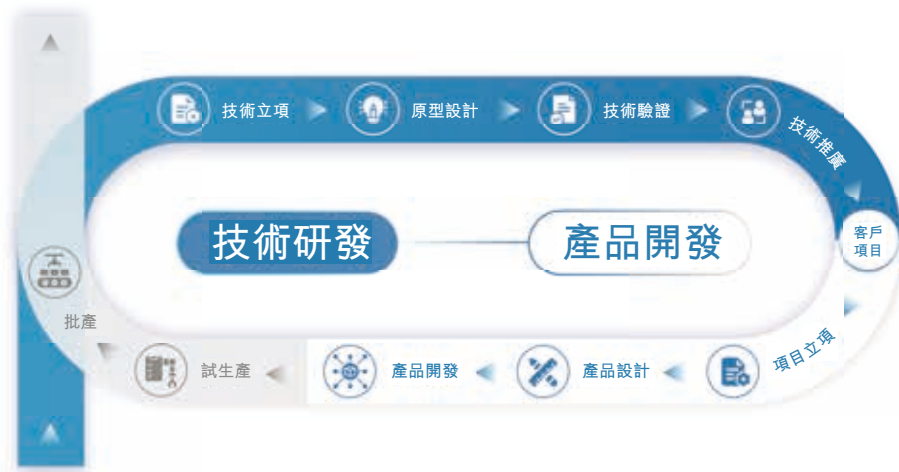 技術立項
原型設計
技術驗證
技術推廣
客戶
項目
技術研發
產品開發
項目立項
產品設計
產品開發
試生產
批產